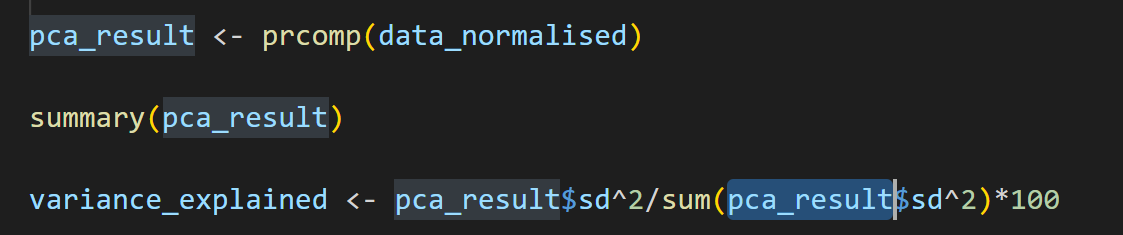 pca_result <- prcomp(data_normalised)
summary(pca_result)
variance_explained <- pca_result$sd^2/sum(pca_result$sd^2)*100